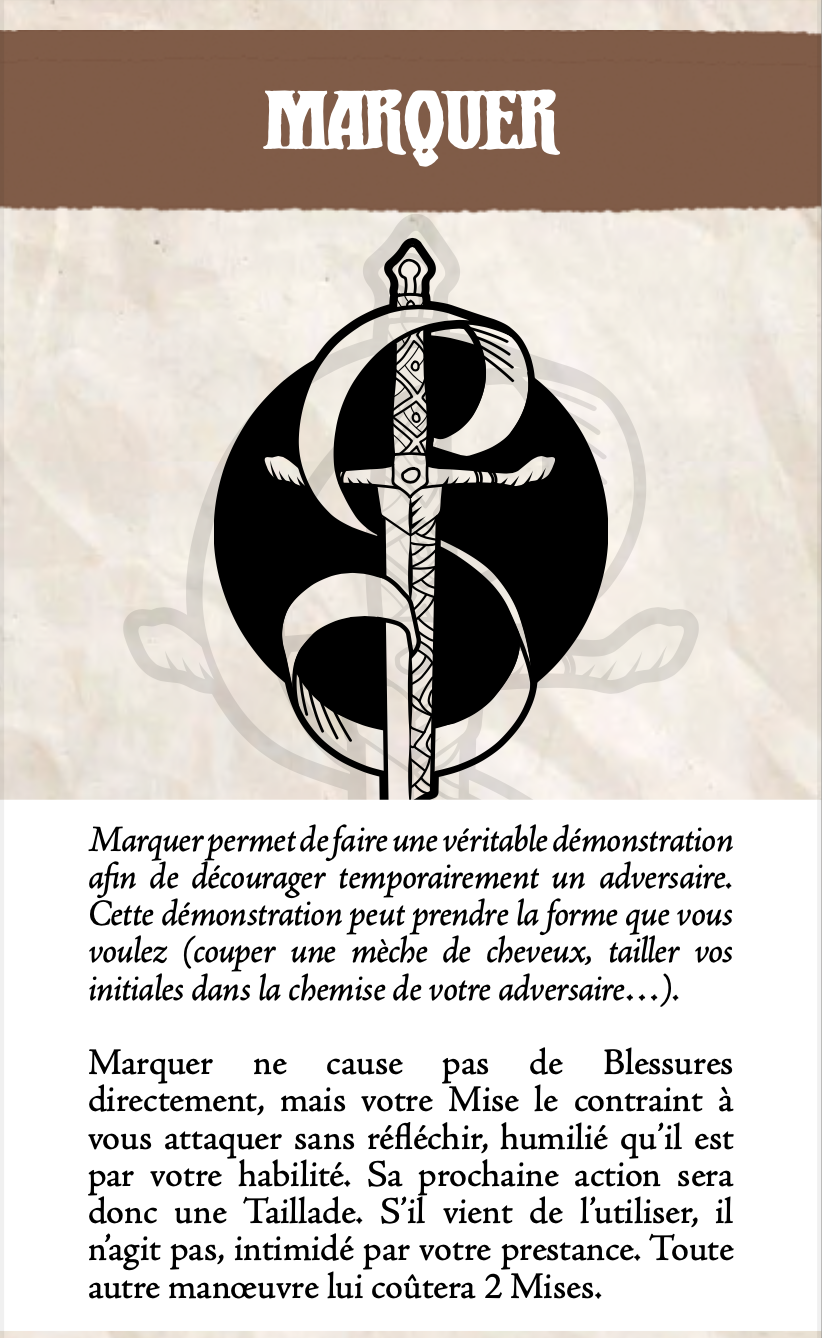 MARQUER
Marquer permet de faire une véritable démonstration
afin de décourager temporairement un adversaire.
Cette démonstration peut prendre la forme que vous
voulez (couper une mèche de cheveux, tailler vos
initiales dans la chemise de votre adversaire…).
Marquer ne cause pas de Blessures
directement, mais votre Mise le contraint à
vous attaquer sans réfléchir, humilié qu’il est
par votre habilité. Sa prochaine action sera
donc une Taillade. S’il vient de l’utiliser, il
n’agit pas, intimidé par votre prestance. Toute
autre manœuvre lui coûtera 2 Mises.